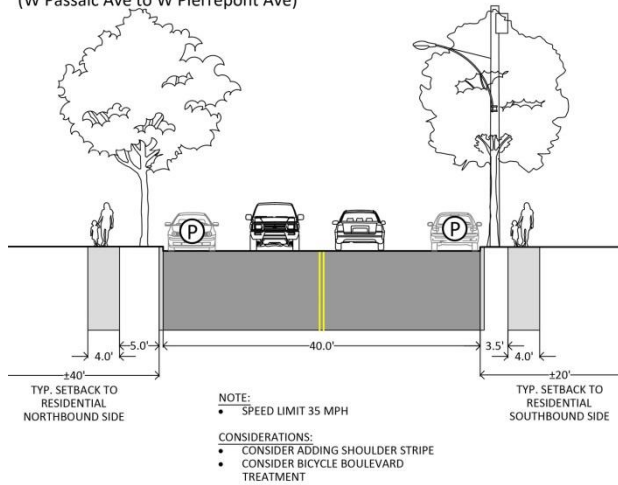 (W Passaic Ave to W Pierrepont Ave)
P
P
4.0'
5.0'
40.0'
3.5'
4.0'
±40'
±20'
TYP. SETBACK TO
RESIDENTIAL
NORTHBOUND SIDE
TYP. SETBACK TO
RESIDENTIAL
SOUTHBOUND SIDE
NOTE:
• SPEED LIMIT 35 MPH
CONSIDERATIONS:
• CONSIDER ADDING SHOULDER STRIPE
• CONSIDER BICYCLE BOULEVARD
TREATMENT